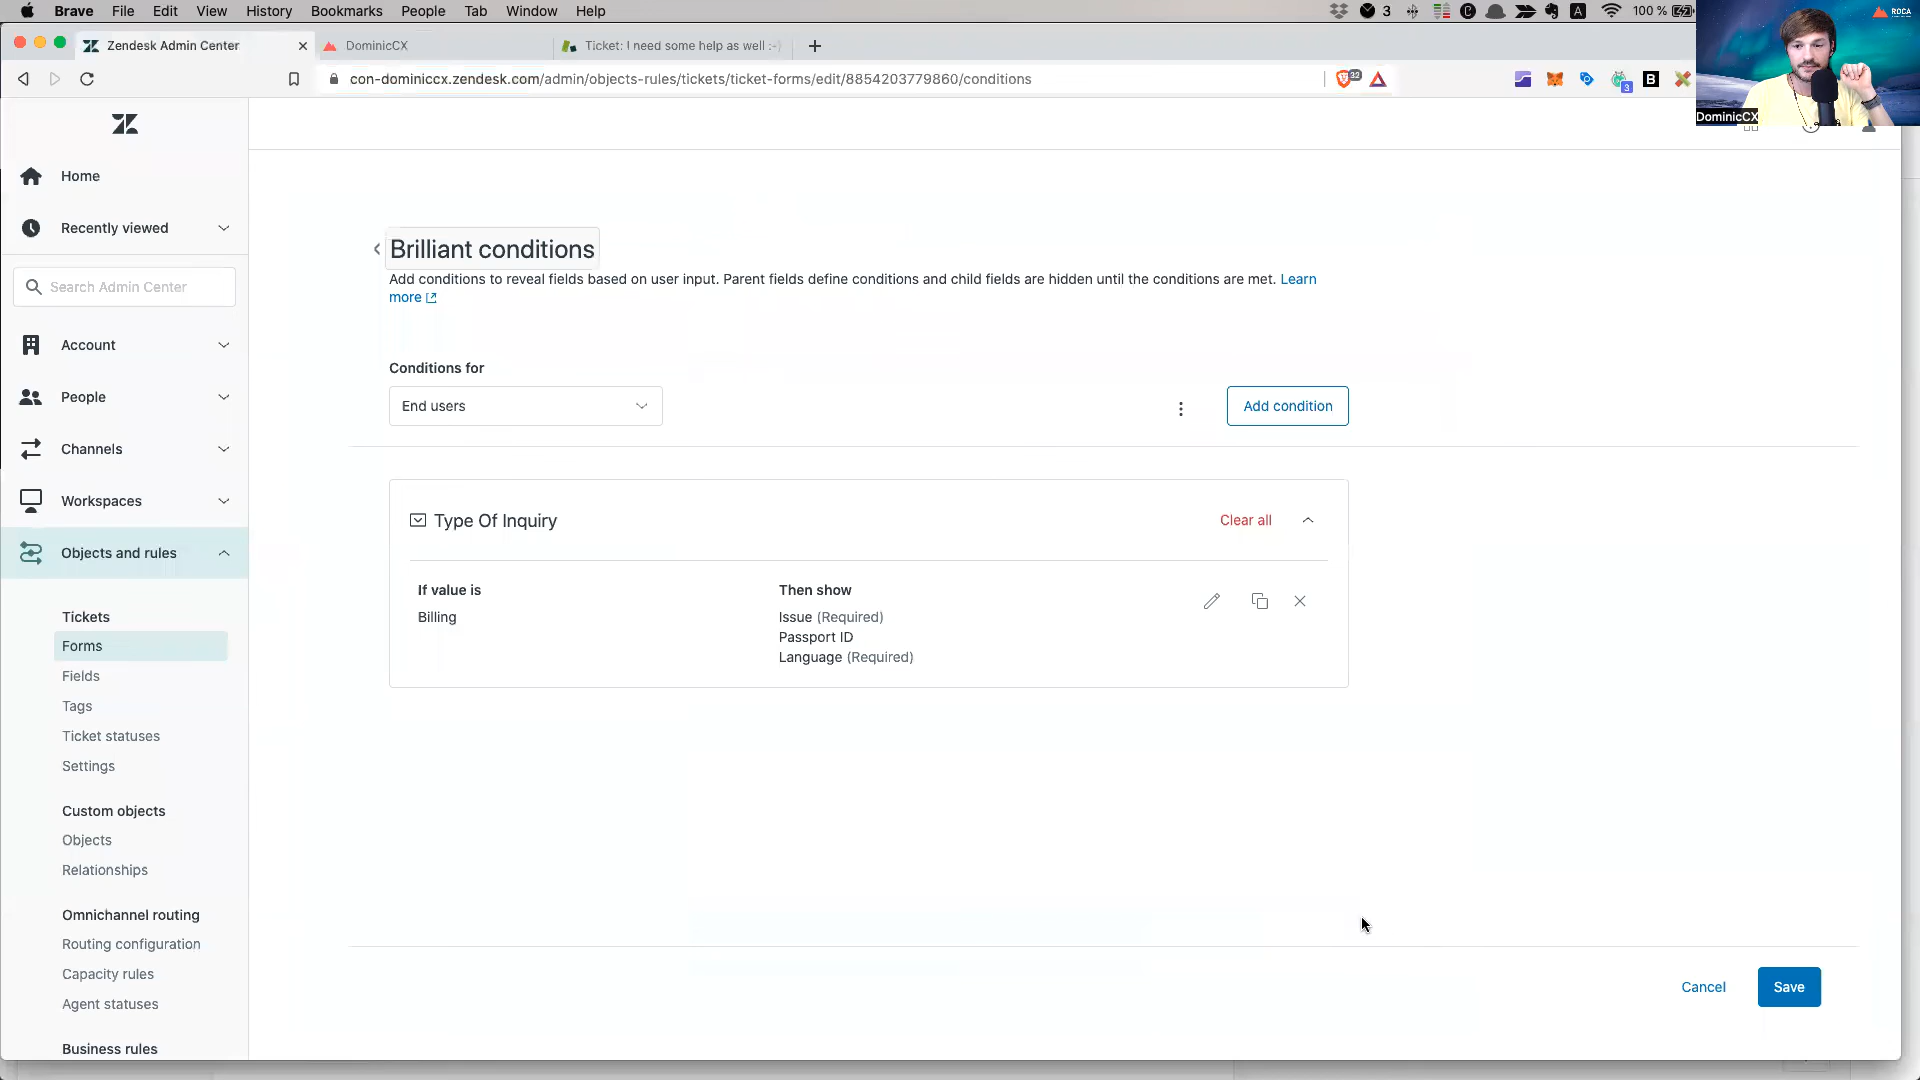 Brave File Edit View History Bookmarks People Tab Window Help
3
A
100 %
ROCA
Zendesk Admin Center
DominicCX
Ticket: I need some help as well :-)
con-dominiccx.zendesk.com/admin/objects-rules/tickets/ticket-forms/edit/8854203779860/conditions
32
3
B
DominicCX
Home
Recently viewed
Search Admin Center
Account
People
Channels
Workspaces
Objects and rules
Tickets
Forms
Fields
Tags
Ticket statuses
Settings
Custom objects
Objects
Relationships
Omnichannel routing
Routing configuration
Capacity rules
Agent statuses
Business rules
Brilliant conditions
Add conditions to reveal fields based on user input. Parent fields define conditions and child fields are hidden until the conditions are met. Learn
more
Conditions for
End users
Add condition
Type Of Inquiry
Clear all
If value is
Billing
Then show
Issue (Required)
Passport ID
Language (Required)
Cancel
Save